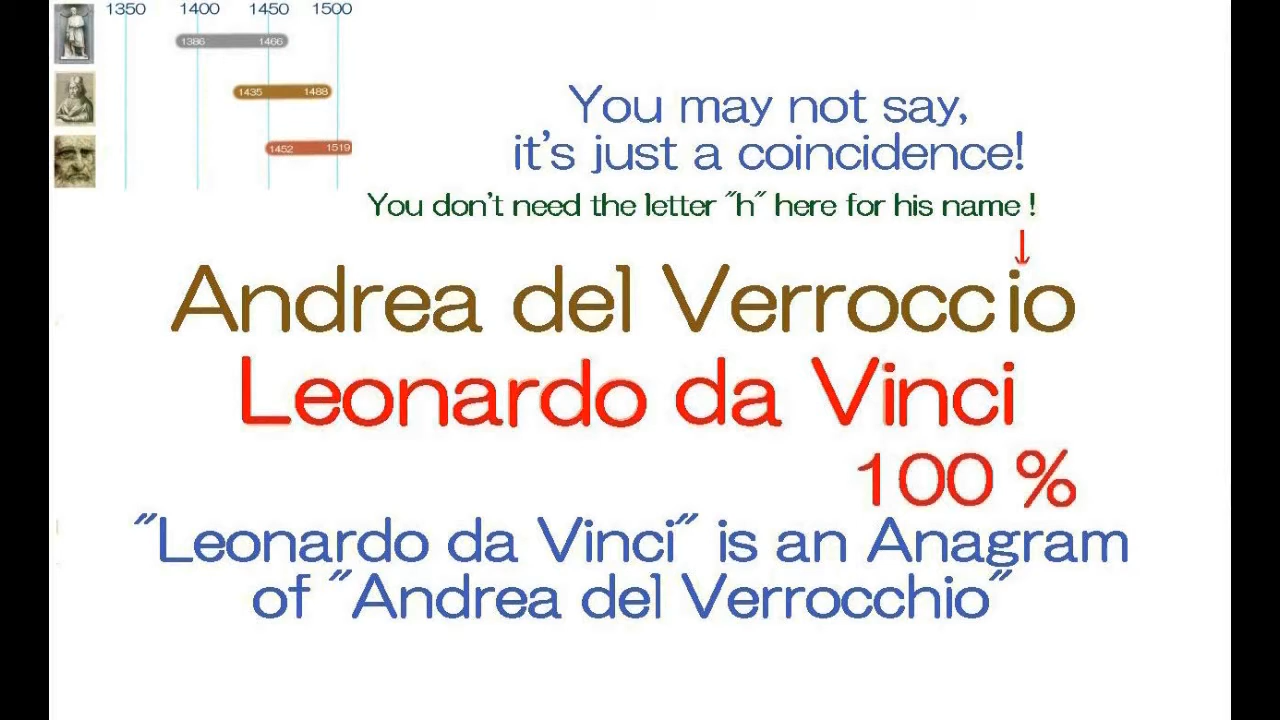 1350 1400 1450 1500
1386 1466
1435 1488
1452 1519
You may not say,
it's just a coincidence!
You don't need the letter "h" here for his name !
↓
Andrea del Verroccio
Leonardo da Vinci
100 %
"Leonardo da Vinci" is an Anagram
of "Andrea del Verrocchio"